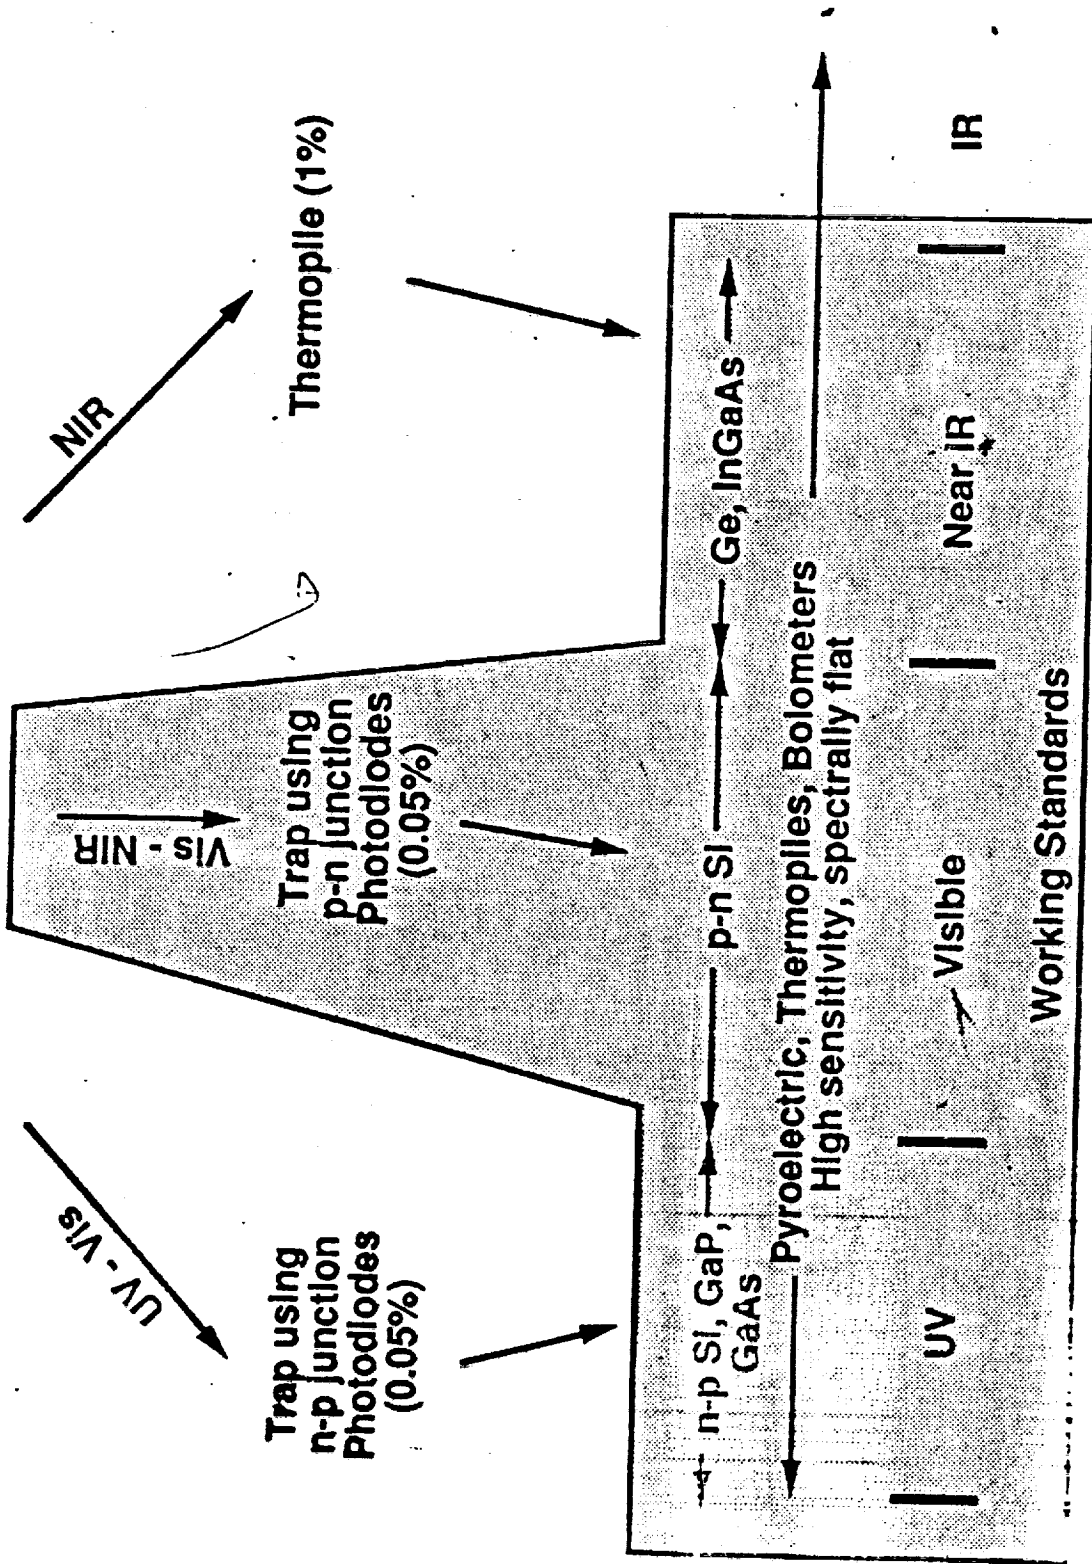 UV - Vis
Vis - NIR
NIR
Trap using
n-p junction
Photodiodes
(0.05%)
Trap using
p-n junction
Photodiodes
(0.05%)
Thermopile (1%)
n-p Si, GaP,
GaAs
p-n Si
Ge, InGaAs
Pyroelectric, Thermopiles, Bolometers
High sensitivity, spectrally flat
UV
Visible
Near IR
IR
Working Standards